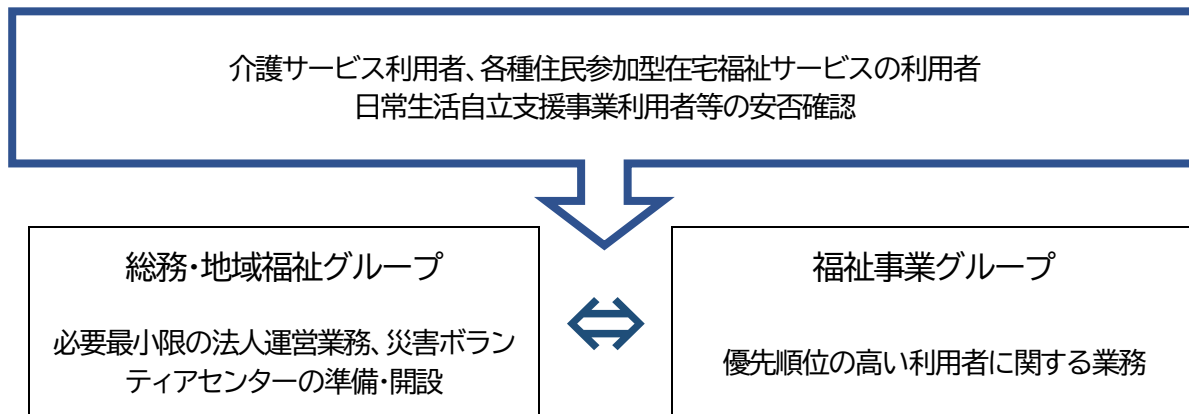 介護サービス利用者、各種住民参加型在宅福祉サービスの利用者
日常生活自立支援事業利用者等の安否確認
総務・地域福祉グループ
必要最小限の法人運営業務、災害ボラン
ティアセンターの準備・開設
福祉事業グループ
優先順位の高い利用者に関する業務